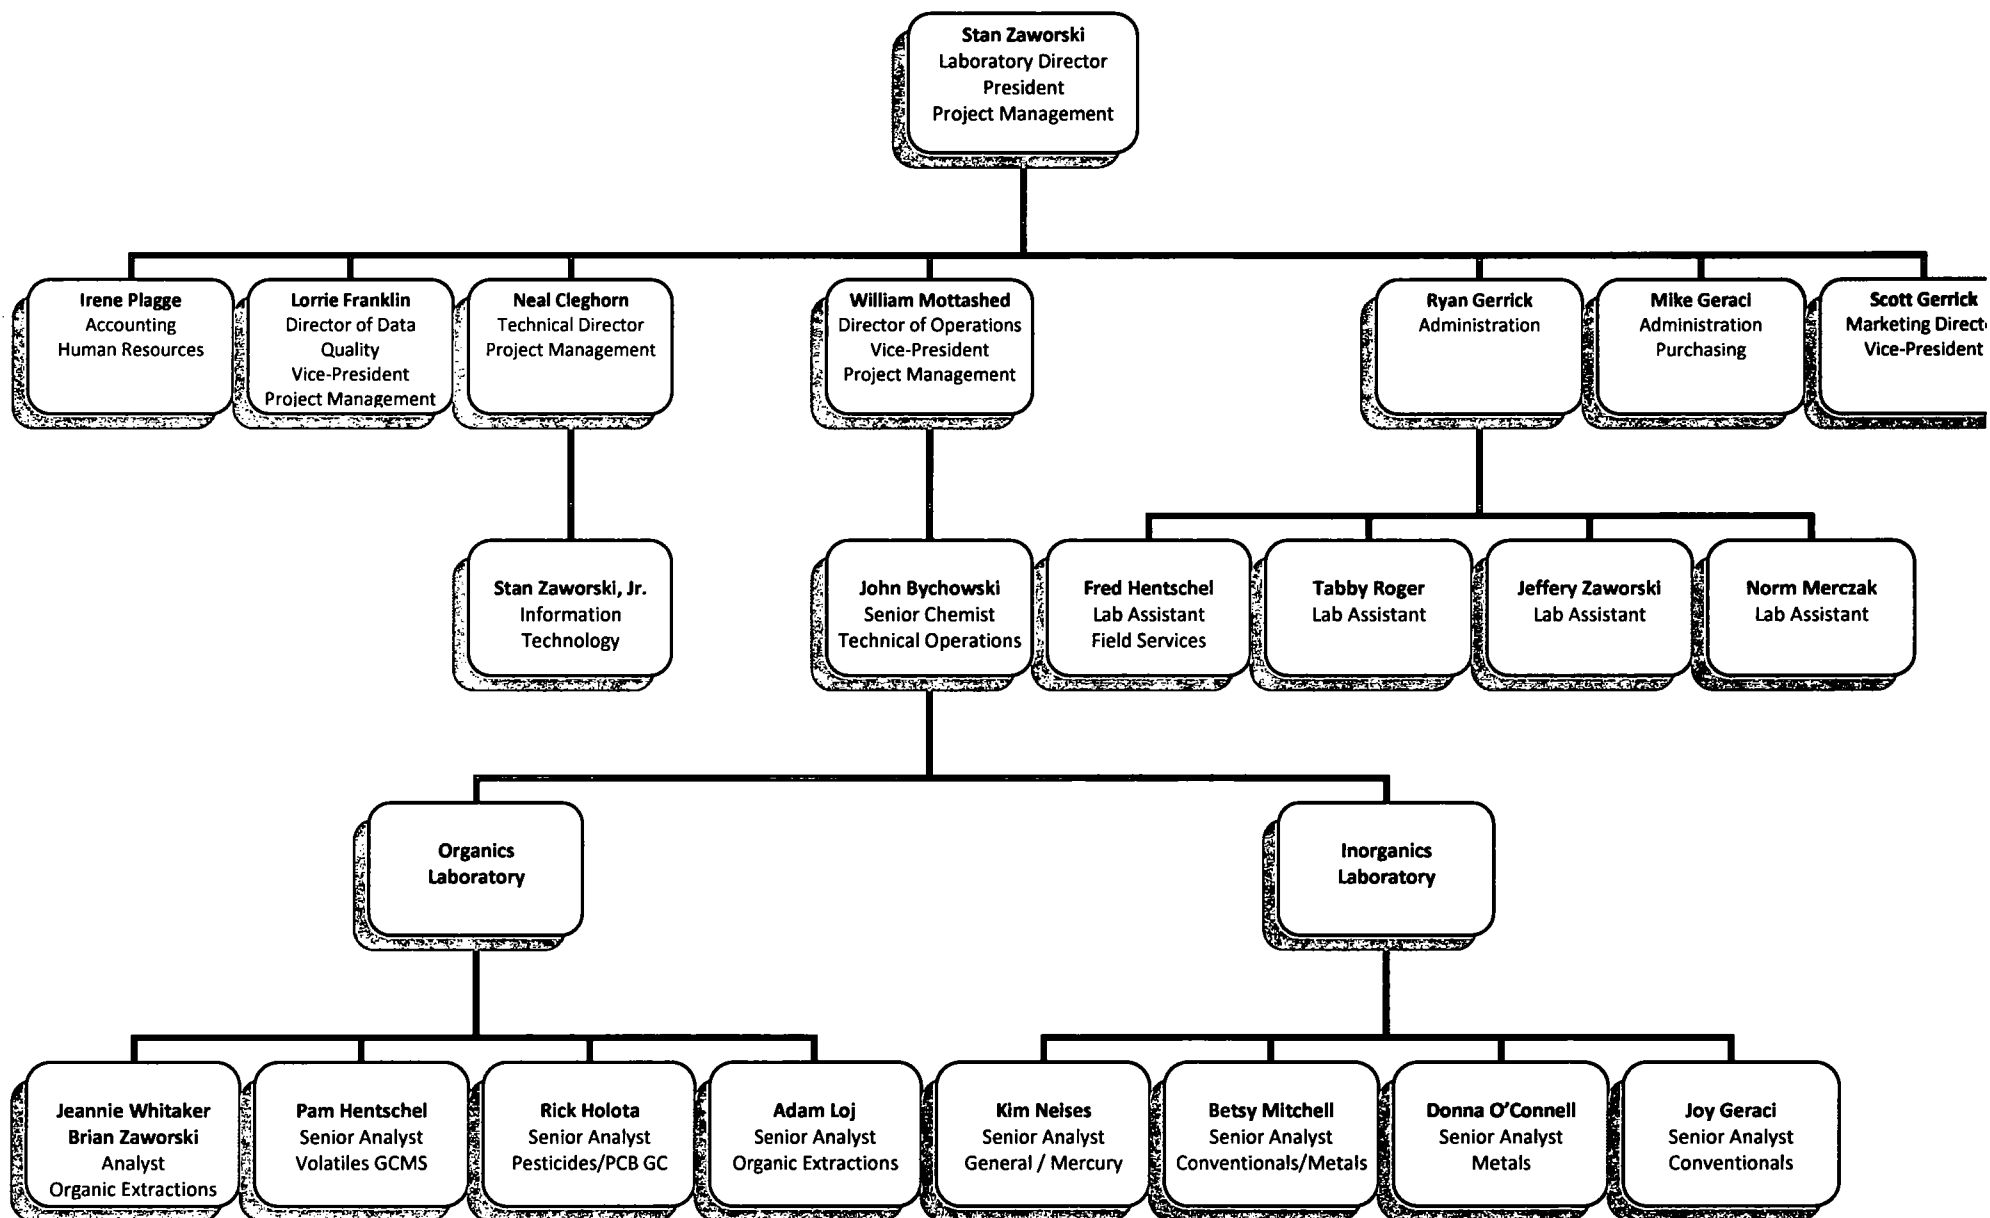 Stan Zaworski
Laboratory Director
President
Project Management
Irene Plagge
Accounting
Human Resources
Lorrie Franklin
Director of Data
Quality
Vice-President
Project Management
Neal Cleghorn
Technical Director
Project Management
William Mottashed
Director of Operations
Vice-President
Project Management
Ryan Gerrick
Administration
Mike Geraci
Administration
Purchasing
Scott Gerrick
Marketing Direct
Vice-President
Stan Zaworski, Jr.
Information
Technology
John Bychowski
Senior Chemist
Technical Operations
Fred Hentschel
Lab Assistant
Field Services
Tabby Roger
Lab Assistant
Jeffery Zaworski
Lab Assistant
Norm Merczak
Lab Assistant
Organics
Laboratory
Inorganics
Laboratory
Jeannie Whitaker
Brian Zaworski
Analyst
Organic Extractions
Pam Hentschel
Senior Analyst
Volatiles GCMS
Rick Holota
Senior Analyst
Pesticides/PCB GC
Adam Loj
Senior Analyst
Organic Extractions
Kim Neises
Senior Analyst
General / Mercury
Betsy Mitchell
Senior Analyst
Conventionals/Metals
Donna O'Connell
Senior Analyst
Metals
Joy Geraci
Senior Analyst
Conventionals